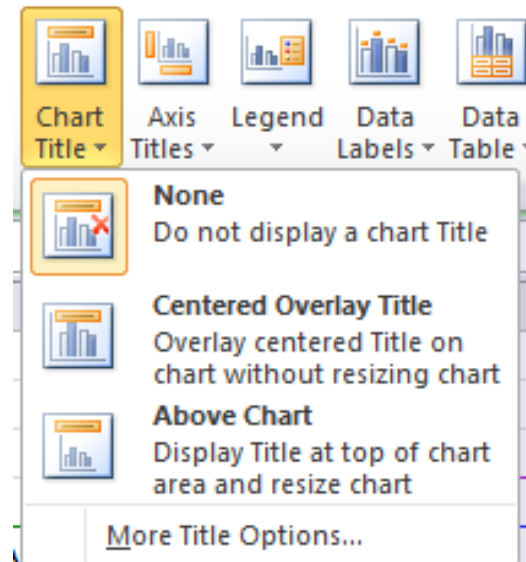 Chart Axis Legend Data Data
Title Titles Labels Table
None
Do not display a chart Title
Centered Overlay Title
Overlay centered Title on
chart without resizing chart
Above Chart
Display Title at top of chart
area and resize chart
More Title Options...